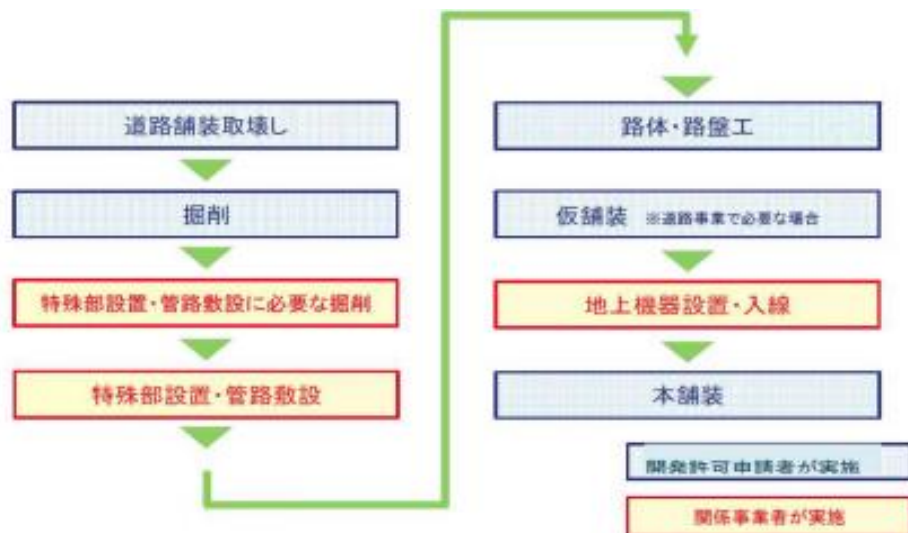 道路舗装取壊し
掘削
特殊部設置・管路敷設に必要な掘削
特殊部設置・管路敷設
路体・路盤工
仮舗装 ※道路事業で必要な場合
地上機器設置・入線
本舗装
開発許可申請者が実施
関係事業者が実施